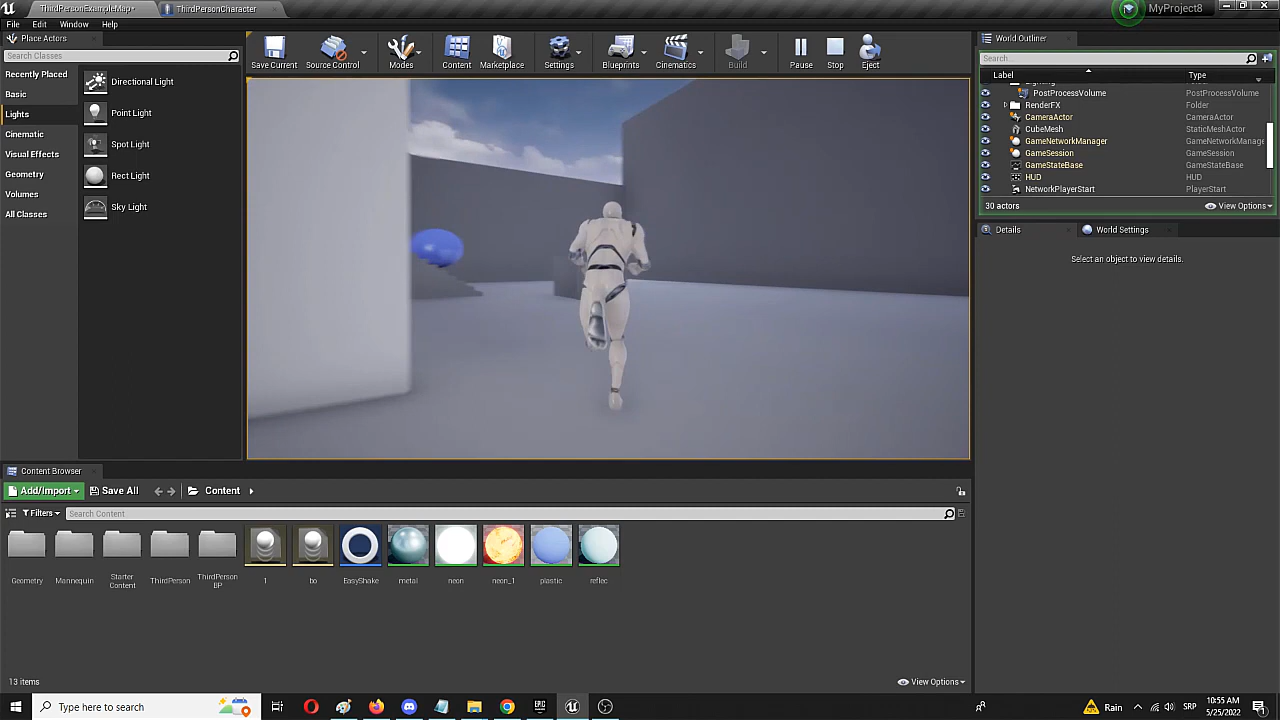 ThirdPersonExampleMap*
ThirdPersonCharacter
MyProject8
File Edit Window Help
Place Actors
Search Classes
Recently Placed
Basic
Lights
Cinematic
Visual Effects
Geometry
Volumes
All Classes
Directional Light
Point Light
Spot Light
Rect Light
Sky Light
Save Current Source Control Modes Content Marketplace Settings Blueprints Cinematics Build Pause Stop Eject
World Outliner
Search...
Label Type
PostProcessVolume PostProcessVolume
RenderFX Folder
CameraActor CameraActor
CubeMesh StaticMeshActor
GameNetworkManager GameNetworkManage
GameSession GameSession
GameStateBase GameStateBase
HUD HUD
NetworkPlayerStart PlayerStart
30 actors View Options
Details World Settings
Select an object to view details.
Content Browser
Add/Import Save All Content
Filters Search Content
Geometry Mannequin Starter Content ThirdPerson ThirdPerson BP 1 bo EasyShake metal neon neon_1 plastic reflec
13 items View Options
Type here to search
EPIC
Rain
SRP
10:55 AM
5/25/2022